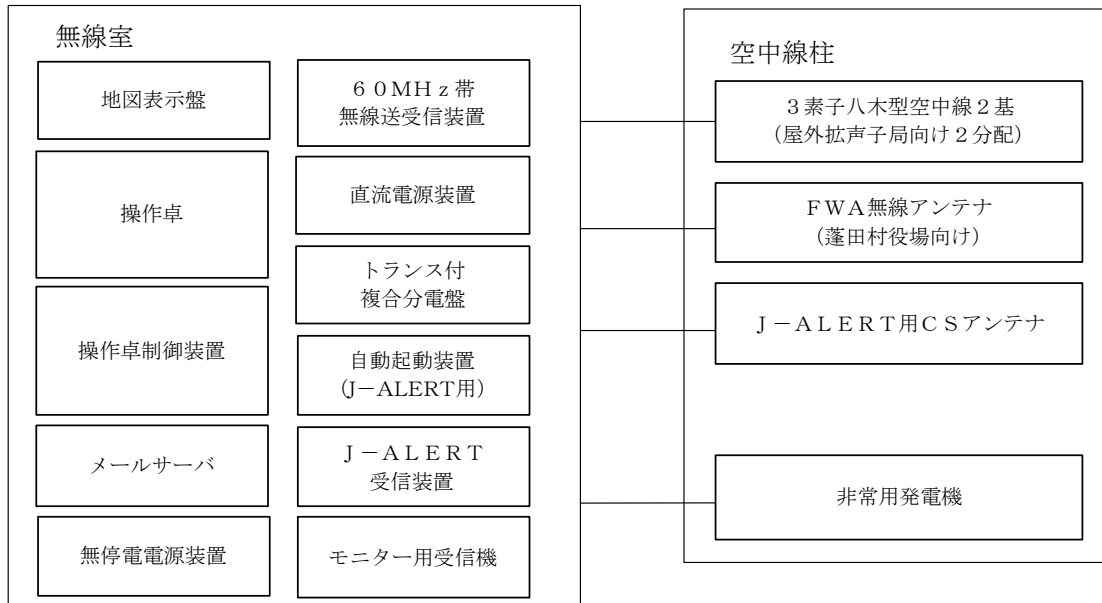 無線室
地図表示盤
操作卓
操作卓制御装置
メールサーバ
無停電電源装置
６０ＭＨｚ帯
無線送受信装置
直流電源装置
トランス付
複合分電盤
自動起動装置
（J－ALERT用）
Ｊ－ＡＬＥＲＴ
受信装置
モニター用受信機
空中線柱
３素子八木型空中線２基
（屋外拡声子局向け２分配）
ＦＷＡ無線アンテナ
（蓬田村役場向け）
Ｊ－ＡＬＥＲＴ用ＣＳアンテナ
非常用発電機